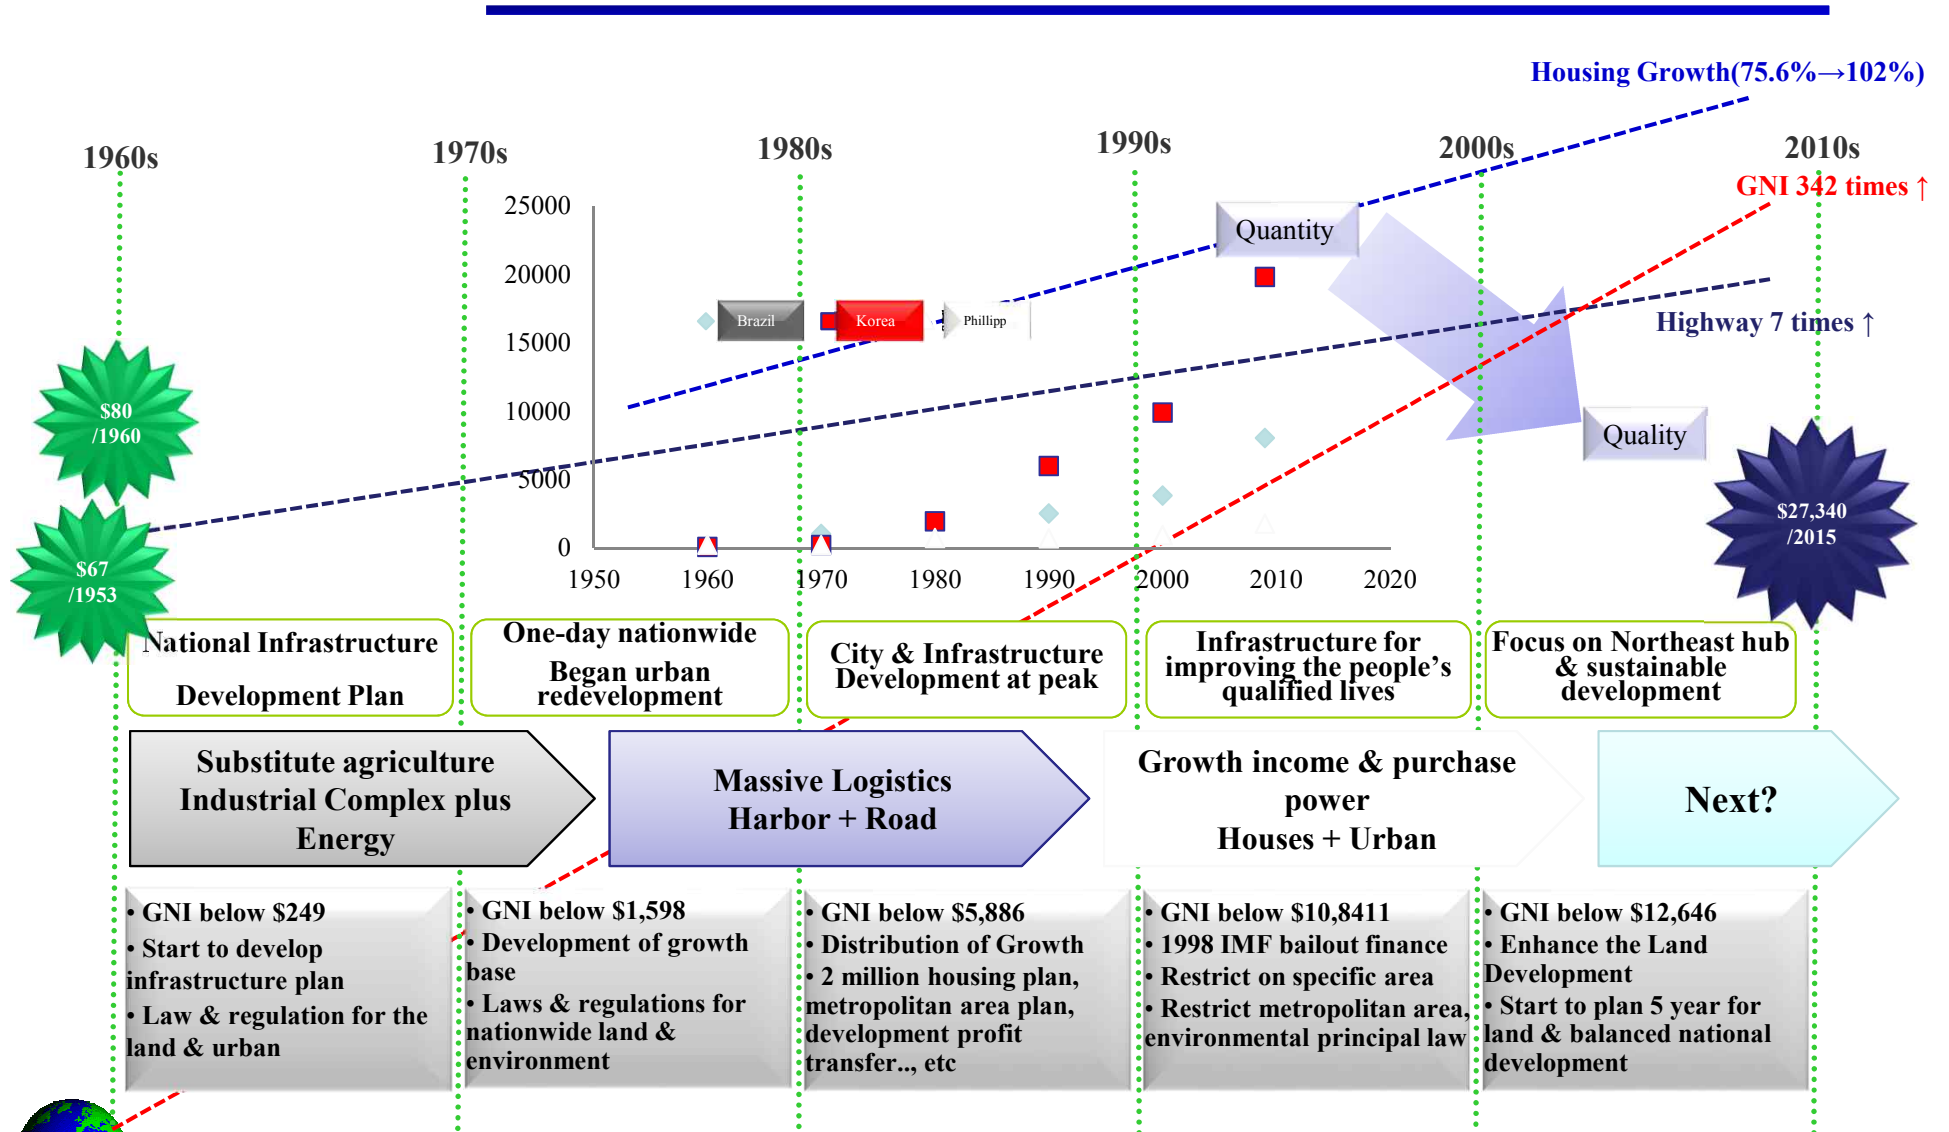 Housing Growth(75.6%→102%)
1960s
1970s
1980s
1990s
2000s
2010s
GNI 342 times ↑
Highway 7 times ↑
25000
20000
15000
10000
5000
0
1950
1960
1970
1980
1990
2000
2010
2020
Brazil
Korea
Phillipp
Quantity
Quality
$80
/1960
$67
/1953
$27,340
/2015
National Infrastructure
Development Plan
One-day nationwide
Began urban
redevelopment
City & Infrastructure
Development at peak
Infrastructure for
improving the people’s
qualified lives
Focus on Northeast hub
& sustainable
development
Substitute agriculture
Industrial Complex plus
Energy
Massive Logistics
Harbor + Road
Growth income & purchase
power
Houses + Urban
Next?
• GNI below $249
• Start to develop
infrastructure plan
• Law & regulation for the
land & urban
• GNI below $1,598
• Development of growth
base
• Laws & regulations for
nationwide land &
environment
• GNI below $5,886
• Distribution of Growth
• 2 million housing plan,
metropolitan area plan,
development profit
transfer.., etc
• GNI below $10,8411
• 1998 IMF bailout finance
• Restrict on specific area
• Restrict metropolitan area,
environmental principal law
• GNI below $12,646
• Enhance the Land
Development
• Start to plan 5 year for
land & balanced national
development